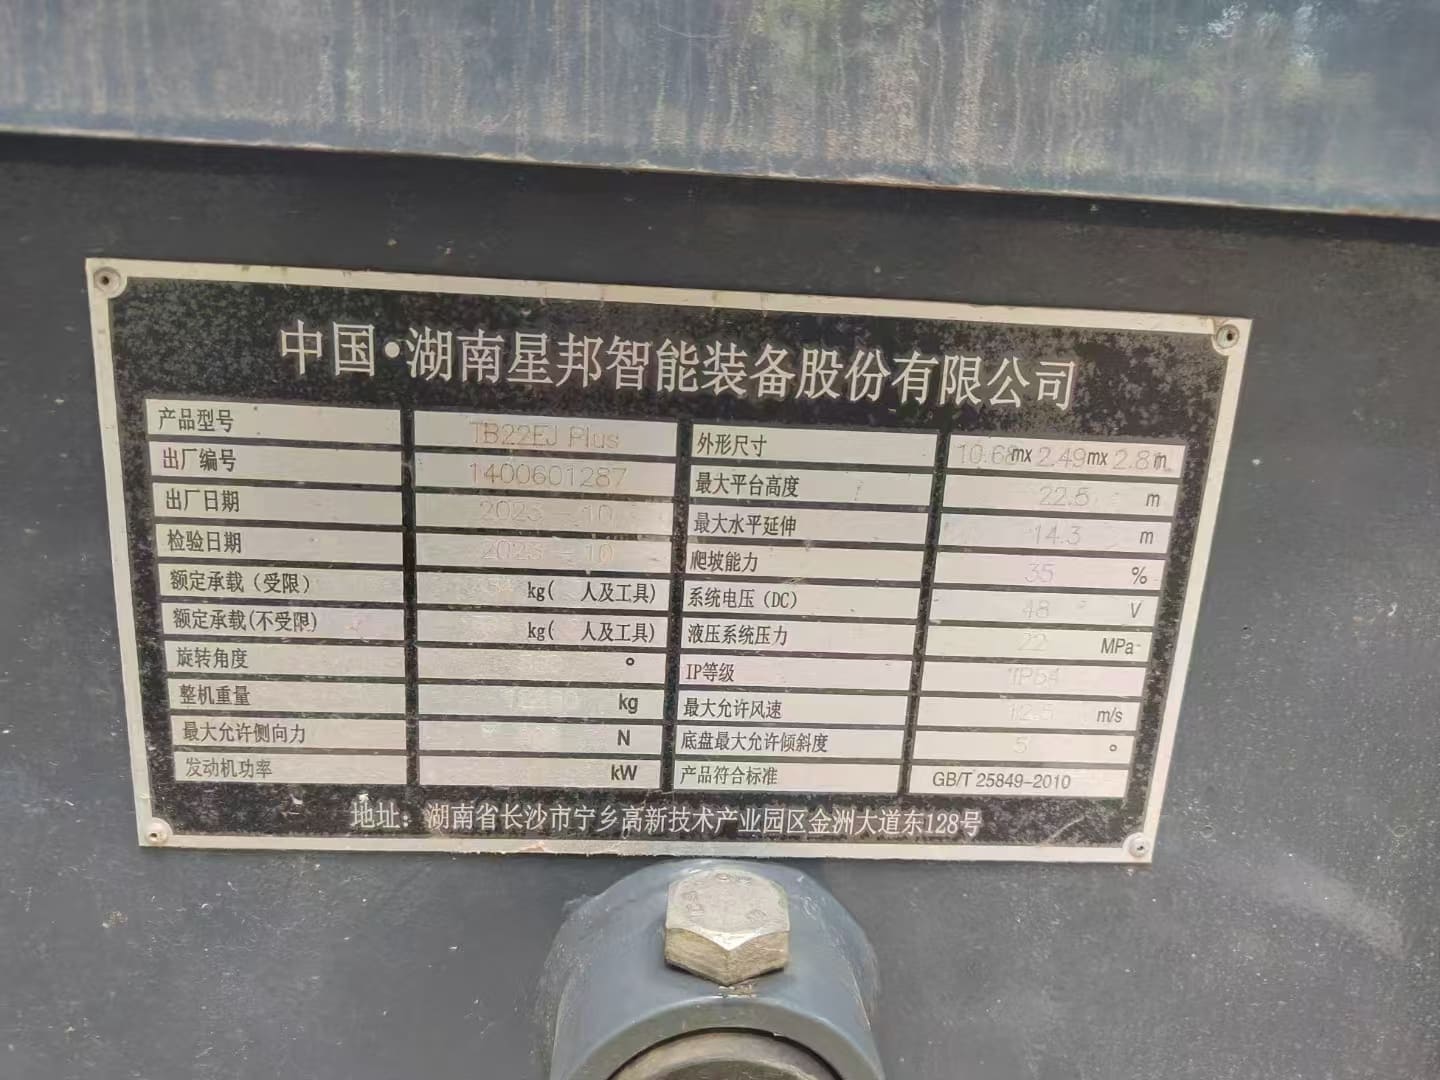 中国·湖南星邦智能装备股份有限公司
产品型号 TB22EJ Plus 外形尺寸 10.68mx 2.49mx 2.81m
出厂编号 1400601287 最大平台高度 22.5 m
出厂日期 2023-10 最大水平延伸 14.3 m
检验日期 2023-10 爬坡能力 35 %
额定承载（受限） kg( 人及工具) 系统电压(DC) 48 V
额定承载(不受限) kg( 人及工具) 液压系统压力 22 MPa
旋转角度 ° IP等级
整机重量 kg 最大允许风速 12.5 m/s
最大允许侧向力 N 底盘最大允许倾斜度 5 °
发动机功率 kW 产品符合标准 GB/T 25849-2010
地址：湖南省长沙市宁乡高新技术产业园区金洲大道东128号